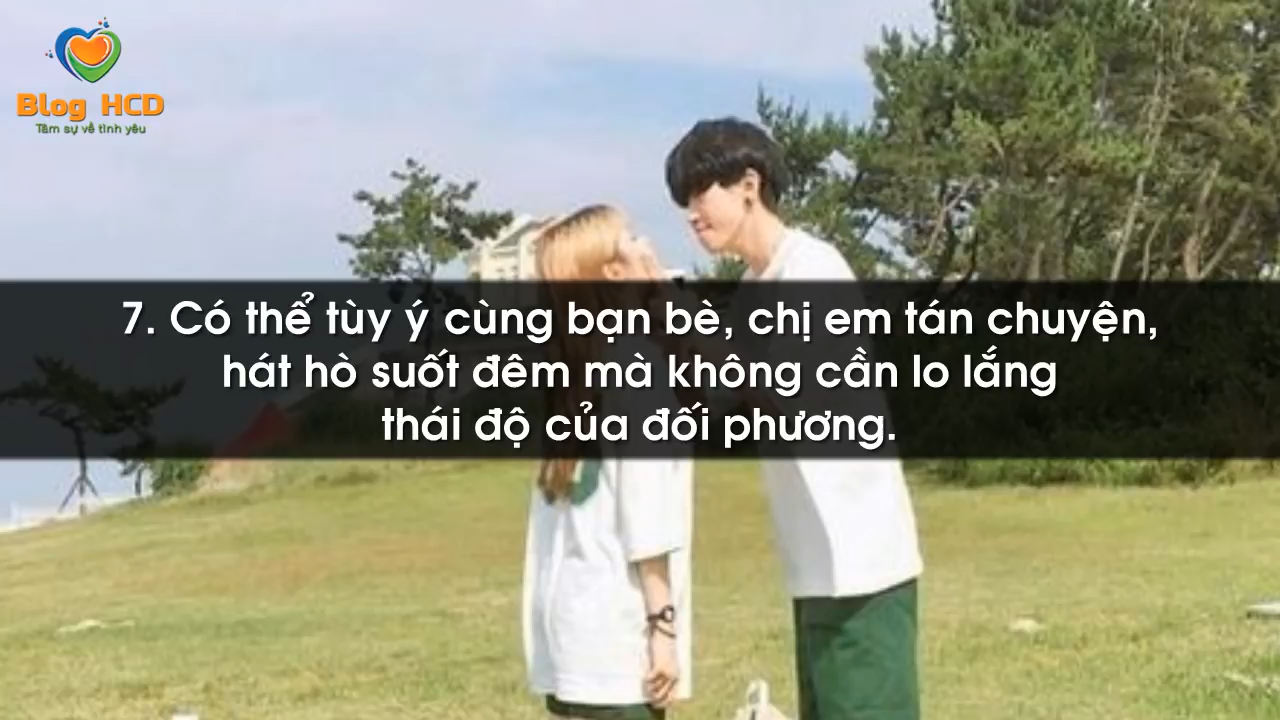 Blog HCD
Tâm sự về tình yêu
7. Có thể tùy ý cùng bạn bè, chị em tán chuyện,
hát hò suốt đêm mà không cần lo lắng
thái độ của đối phương.